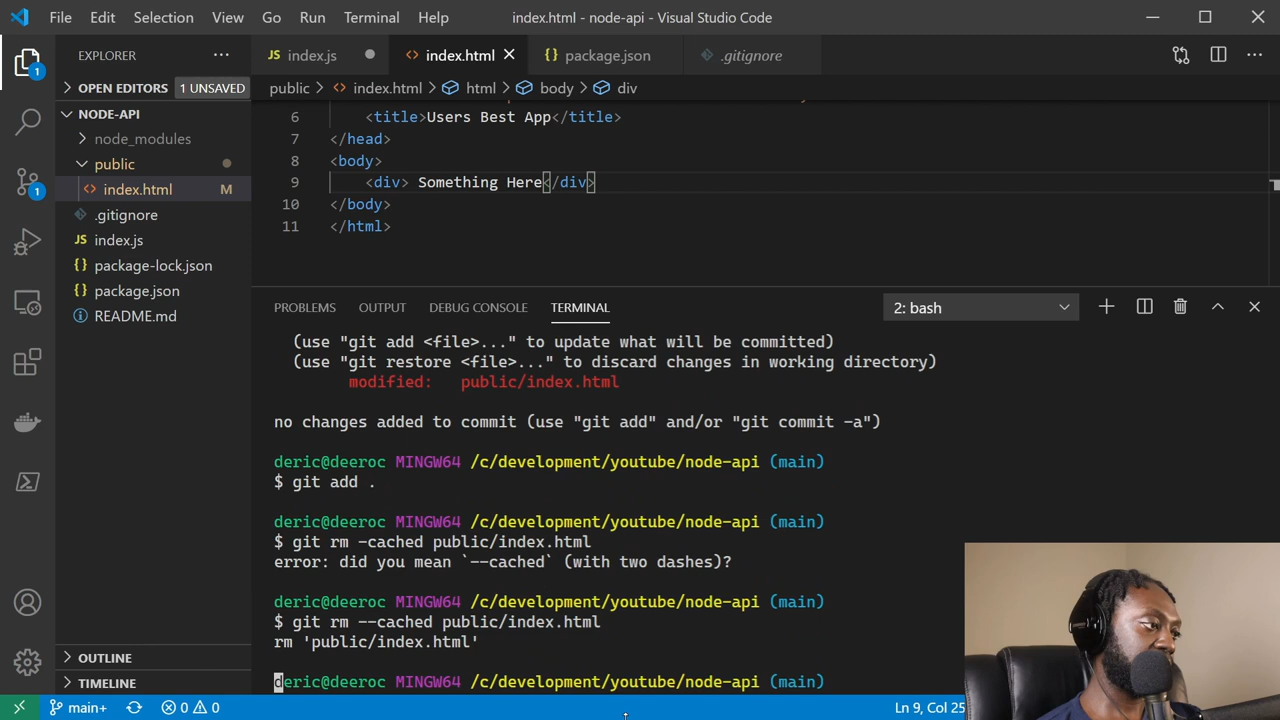 File Edit Selection View Go Run Terminal Help index.html - node-api - Visual Studio Code
EXPLORER
1
OPEN EDITORS 1 UNSAVED
NODE-API
node_modules
public
<> index.html M
.gitignore
JS index.js
{} package-lock.json
{} package.json
README.md
OUTLINE
TIMELINE
1
JS index.js
<> index.html
{} package.json
.gitignore
public > <> index.html > html > body > div
6 <title>Users Best App</title>
7 </head>
8 <body>
9 <div> Something Here</div>
10 </body>
11 </html>
PROBLEMS OUTPUT DEBUG CONSOLE TERMINAL 2: bash
(use "git add <file>..." to update what will be committed)
(use "git restore <file>..." to discard changes in working directory)
modified: public/index.html
no changes added to commit (use "git add" and/or "git commit -a")
deric@deeroc MINGW64 /c/development/youtube/node-api (main)
$ git add .
deric@deeroc MINGW64 /c/development/youtube/node-api (main)
$ git rm -cached public/index.html
error: did you mean `--cached` (with two dashes)?
deric@deeroc MINGW64 /c/development/youtube/node-api (main)
$ git rm --cached public/index.html
rm 'public/index.html'
deric@deeroc MINGW64 /c/development/youtube/node-api (main)
main+ 0 0 Ln 9, Col 25